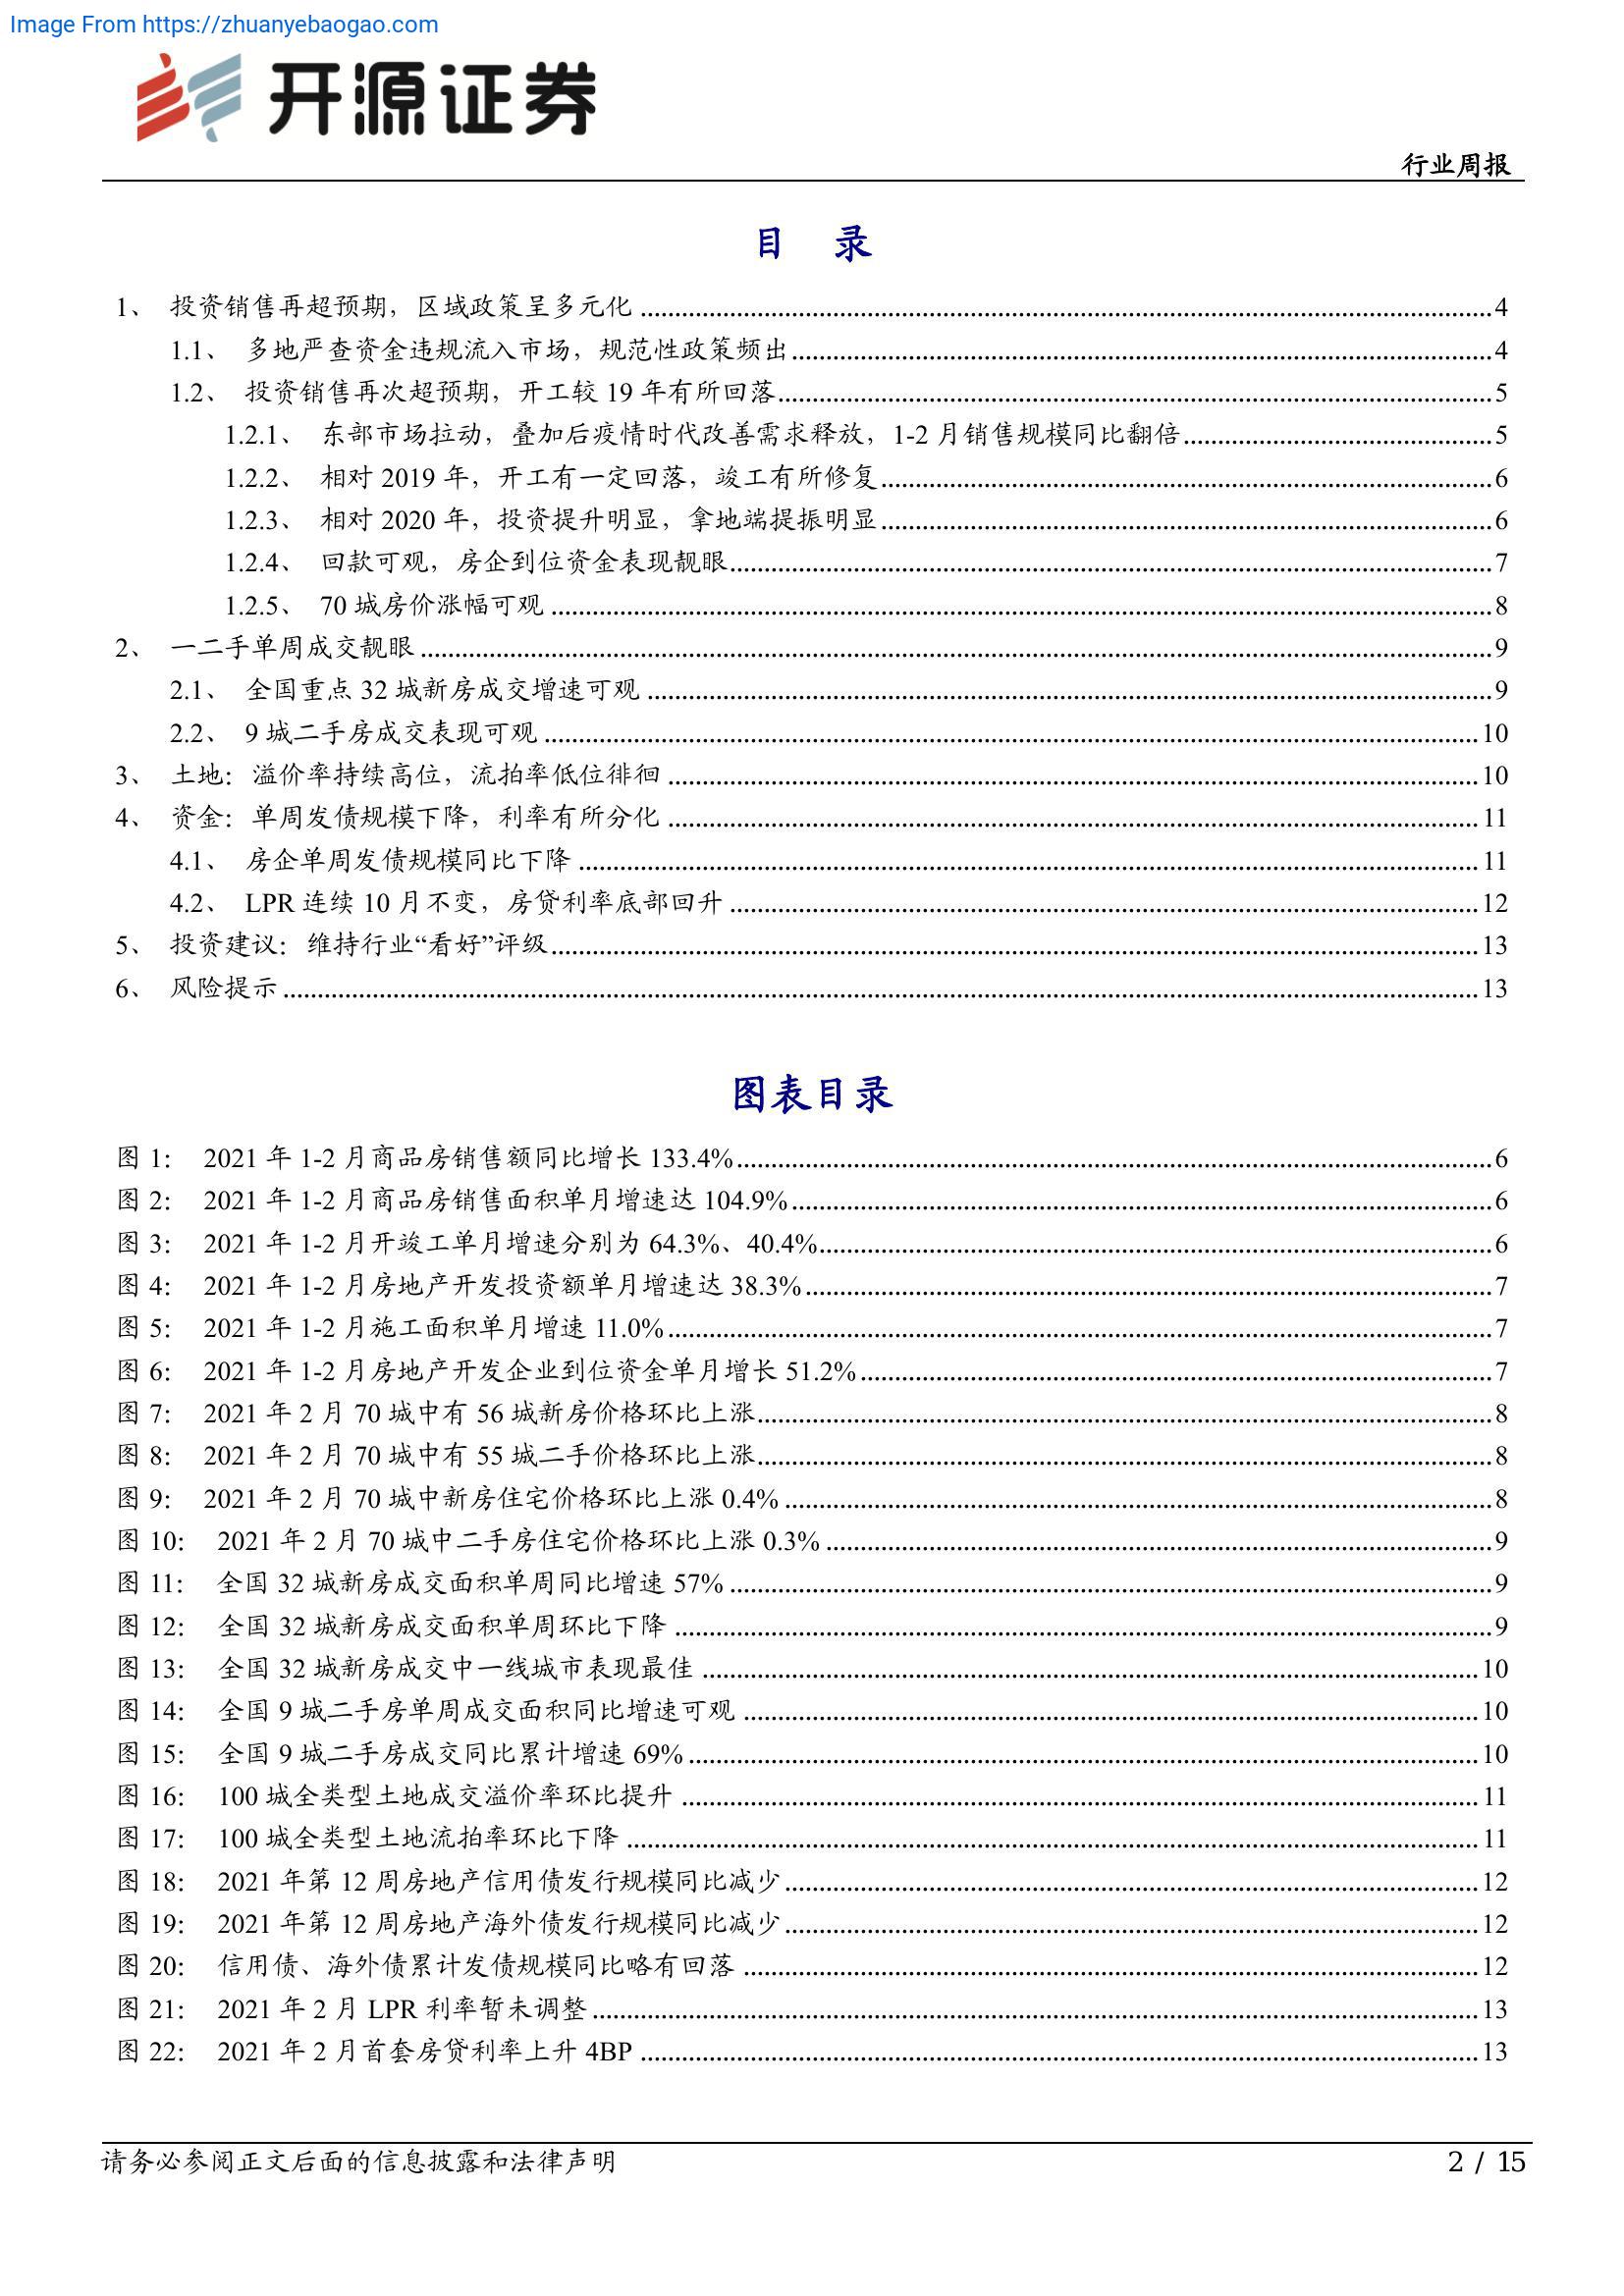 Image From https://zhuanyebaogao.com
开源证券
行业周报
目 录
1、 投资销售再超预期，区域政策呈多元化 4
1.1、 多地严查资金违规流入市场，规范性政策频出 4
1.2、 投资销售再次超预期，开工较 19 年有所回落 5
1.2.1、 东部市场拉动，叠加后疫情时代改善需求释放，1-2 月销售规模同比翻倍 5
1.2.2、 相对 2019 年，开工有一定回落，竣工有所修复 6
1.2.3、 相对 2020 年，投资提升明显，拿地端提振明显 6
1.2.4、 回款可观，房企到位资金表现靓眼 7
1.2.5、 70 城房价涨幅可观 8
2、 一二手单周成交靓眼 9
2.1、 全国重点 32 城新房成交增速可观 9
2.2、 9 城二手房成交表现可观 10
3、 土地：溢价率持续高位，流拍率低位徘徊 10
4、 资金：单周发债规模下降，利率有所分化 11
4.1、 房企单周发债规模同比下降 11
4.2、 LPR 连续 10 月不变，房贷利率底部回升 12
5、 投资建议：维持行业“看好”评级 13
6、 风险提示 13
图表目录
图 1： 2021 年 1-2 月商品房销售额同比增长 133.4% 6
图 2： 2021 年 1-2 月商品房销售面积单月增速达 104.9% 6
图 3： 2021 年 1-2 月开竣工单月增速分别为 64.3%、40.4% 6
图 4： 2021 年 1-2 月房地产开发投资额单月增速达 38.3% 7
图 5： 2021 年 1-2 月施工面积单月增速 11.0% 7
图 6： 2021 年 1-2 月房地产开发企业到位资金单月增长 51.2% 7
图 7： 2021 年 2 月 70 城中有 56 城新房价格环比上涨 8
图 8： 2021 年 2 月 70 城中有 55 城二手价格环比上涨 8
图 9： 2021 年 2 月 70 城中新房住宅价格环比上涨 0.4% 8
图 10： 2021 年 2 月 70 城中二手房住宅价格环比上涨 0.3% 9
图 11： 全国 32 城新房成交面积单周同比增速 57% 9
图 12： 全国 32 城新房成交面积单周环比下降 9
图 13： 全国 32 城新房成交中一线城市表现最佳 10
图 14： 全国 9 城二手房单周成交面积同比增速可观 10
图 15： 全国 9 城二手房成交同比累计增速 69% 10
图 16： 100 城全类型土地成交溢价率环比提升 11
图 17： 100 城全类型土地流拍率环比下降 11
图 18： 2021 年第 12 周房地产信用债发行规模同比减少 12
图 19： 2021 年第 12 周房地产海外债发行规模同比减少 12
图 20： 信用债、海外债累计发债规模同比略有回落 12
图 21： 2021 年 2 月 LPR 利率暂未调整 13
图 22： 2021 年 2 月首套房贷利率上升 4BP 13
请务必参阅正文后面的信息披露和法律声明 2 / 15